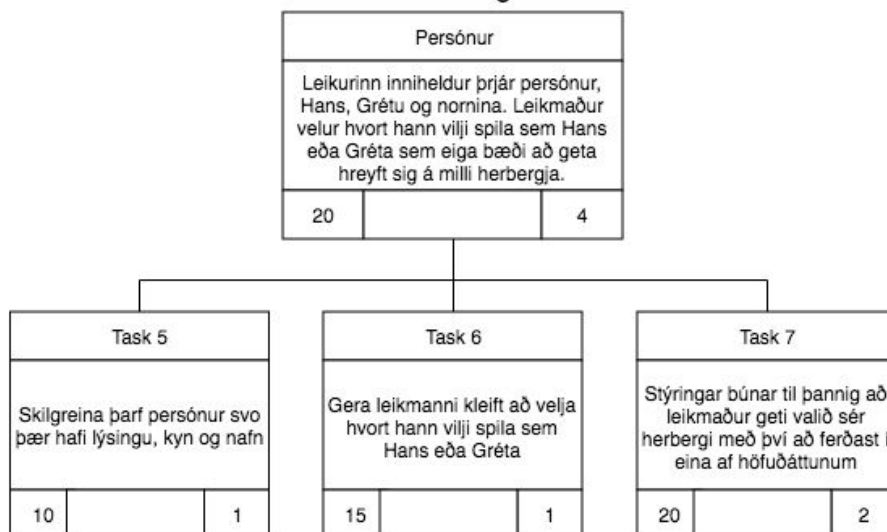 Persónur
Leikurinn inniheldur þrjár persónur,
Hans, Grétu og nornina. Leikmaður
velur hvort hann vilji spila sem Hans
eða Gréta sem eiga bæði að geta
hreyft sig á milli herbergja.
20
4
Task 5
Skilgreina þarf persónur svo
þær hafi lýsingu, kyn og nafn
10
1
Task 6
Gera leikmanni kleift að velja
hvort hann vilji spila sem
Hans eða Gréta
15
1
Task 7
Stýringar búnar til þannig að
leikmaður geti valið sér
herbergi með því að ferðast í
eina af höfuðáttunum
20
2